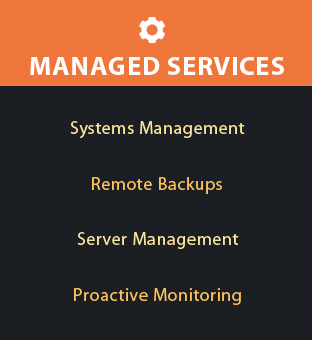 MANAGED SERVICES
Systems Management
Remote Backups
Server Management
Proactive Monitoring